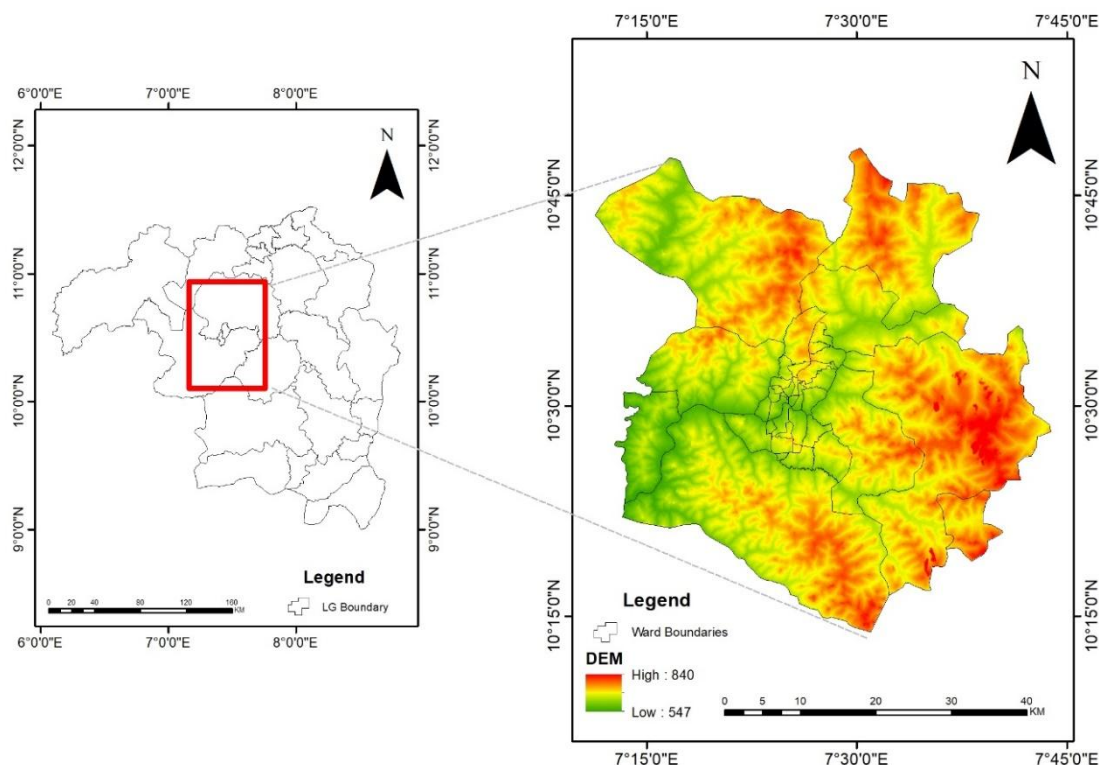 6°0'0"E 7°0'0"E 8°0'0"E
12°0'0"N
11°0'0"N
10°0'0"N
9°0'0"N
N
12°0'0"N
11°0'0"N
10°0'0"N
9°0'0"N
Legend
LG Boundary
0 20 40 80 120 160
KM
6°0'0"E 7°0'0"E 8°0'0"E
7°15'0"E 7°30'0"E 7°45'0"E
10°45'0"N
10°30'0"N
10°15'0"N
N
10°45'0"N
10°30'0"N
10°15'0"N
Legend
Ward Boundaries
DEM
High : 840
Low : 547
0 5 10 20 30 40
KM
7°15'0"E 7°30'0"E 7°45'0"E